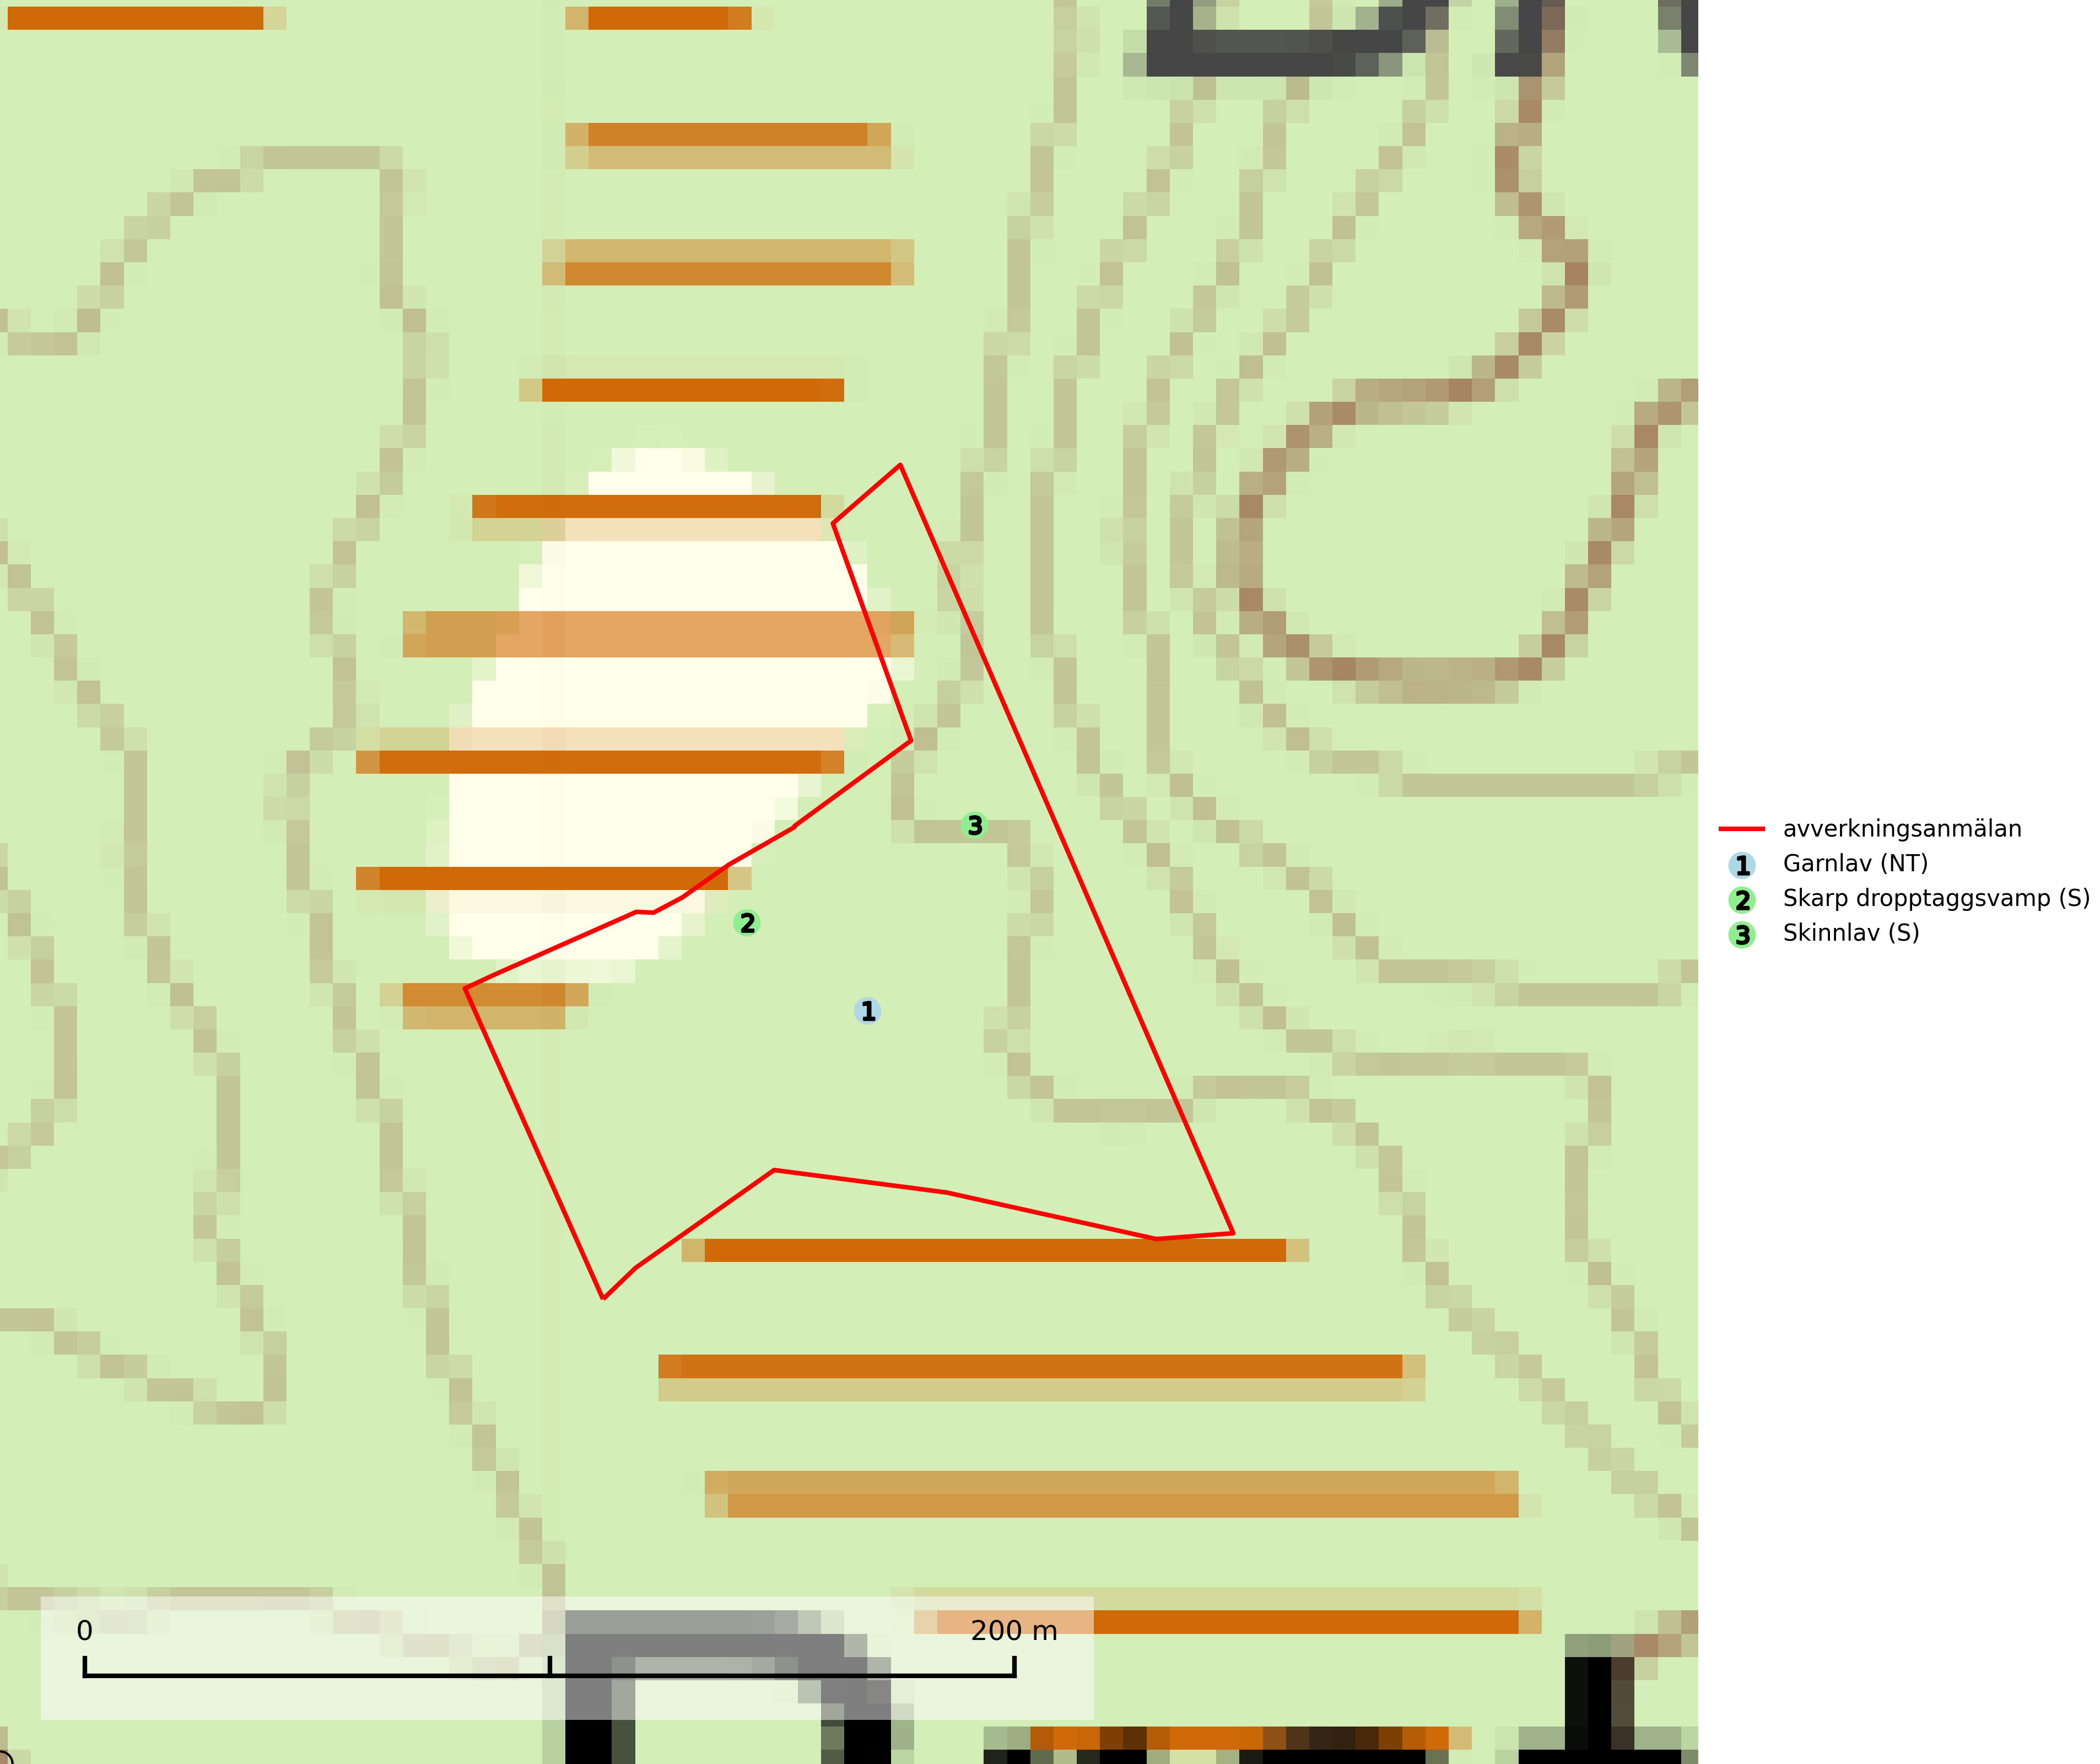 3
2
1
avverkningsanmälan
1 Garnlav (NT)
2 Skarp dropptaggsvamp (S)
3 Skinnlav (S)
0 200 m